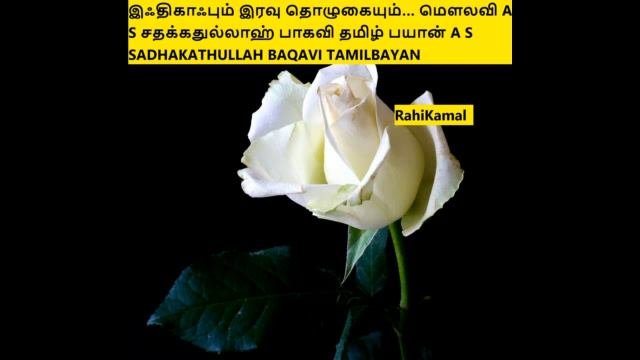 இஃதிகாஃபும் இரவு தொழுகையும்... மௌலவி A
S சதக்கதுல்லாஹ் பாகவி தமிழ் பயான் A S
SADHAKATHULLAH BAQAVI TAMILBAYAN
RahiKamal